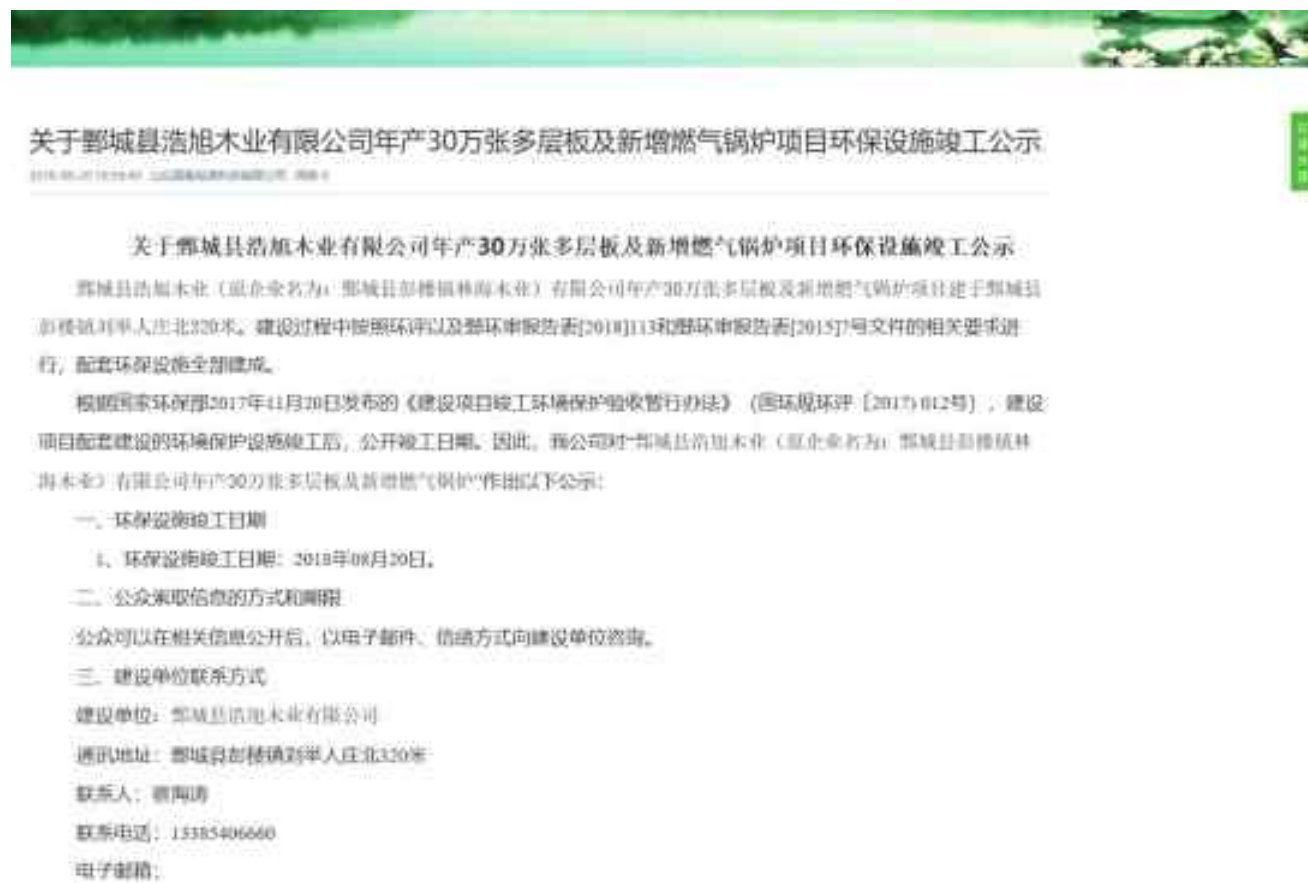 关于鄄城县浩旭木业有限公司年产30万张多层板及新增燃气锅炉项目环保设施竣工公示
关于鄄城县浩旭木业有限公司年产30万张多层板及新增燃气锅炉项目环保设施竣工公示
鄄城县浩旭木业（原企业名为：鄄城县彭楼镇林海木业）有限公司年产30万张多层板及新增燃气锅炉项目建于鄄城县
彭楼镇刘举人庄北320米。建设过程中按照环评以及鄄环审报告表[2018]113和鄄环审报告表[2015]7号文件的相关要求进
行，配套环保设施全部建成。
根据国家环保部2017年11月20日发布的《建设项目竣工环境保护验收暂行办法》（国环规环评［2017) 012号），建设
项目配套建设的环境保护设施竣工后，公开竣工日期。因此，我公司对“鄄城县浩旭木业（原企业名为：鄄城县彭楼镇林
海木业）有限公司年产30万张多层板及新增燃气锅炉”作出以下公示：
一、环保设施竣工日期
1、环保设施竣工日期：2018年08月20日。
二、公众索取信息的方式和期限
公众可以在相关信息公开后，以电子邮件、信函方式向建设单位咨询。
三、建设单位联系方式
建设单位：鄄城县浩旭木业有限公司
通讯地址：鄄城县彭楼镇刘举人庄北320米
联系人：海涛
联系电话：13385406660
电子邮箱：